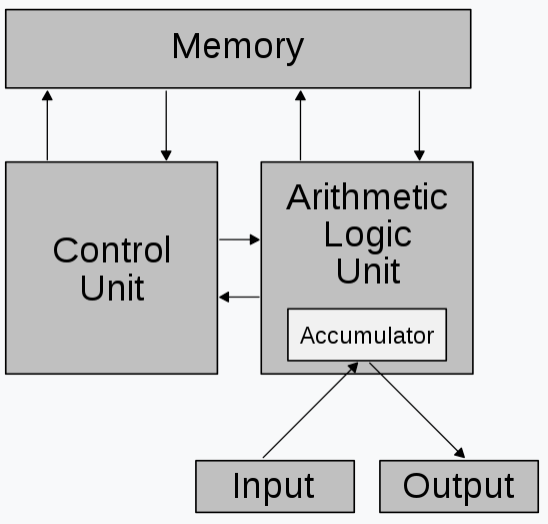 Memory
Control
Unit
Arithmetic
Logic
Unit
Accumulator
Input
Output